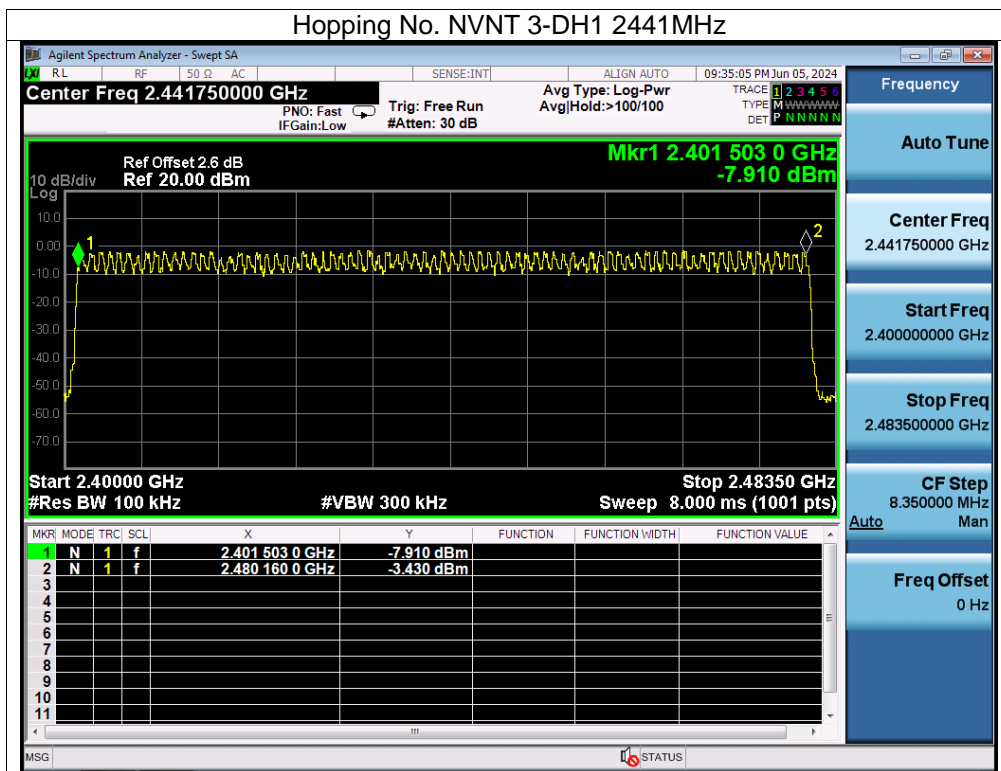 Hopping No. NVNT 3-DH1 2441MHz
Agilent Spectrum Analyzer - Swept SA
LXI RL RF 50 Ω AC SENSE:INT ALIGN AUTO 09:35:05 PM Jun 05, 2024
Center Freq 2.441750000 GHz
PNO: Fast
IFGain:Low
Trig: Free Run
#Atten: 30 dB
Avg Type: Log-Pwr
Avg|Hold:>100/100
TRACE 1 2 3 4 5 6
TYPE M WWWWW
DET P N N N N N
Ref Offset 2.6 dB
10 dB/div Ref 20.00 dBm
Log
Mkr1 2.401 503 0 GHz
-7.910 dBm
10.0
0.00
-10.0
-20.0
-30.0
-40.0
-50.0
-60.0
-70.0
1
2
Start 2.40000 GHz Stop 2.48350 GHz
#Res BW 100 kHz #VBW 300 kHz Sweep 8.000 ms (1001 pts)
MKR MODE TRC SCL X Y FUNCTION FUNCTION WIDTH FUNCTION VALUE
1 N 1 f 2.401 503 0 GHz -7.910 dBm
2 N 1 f 2.480 160 0 GHz -3.430 dBm
3
4
5
6
7
8
9
10
11
MSG STATUS
Frequency
Auto Tune
Center Freq
2.441750000 GHz
Start Freq
2.400000000 GHz
Stop Freq
2.483500000 GHz
CF Step
8.350000 MHz
Auto Man
Freq Offset
0 Hz